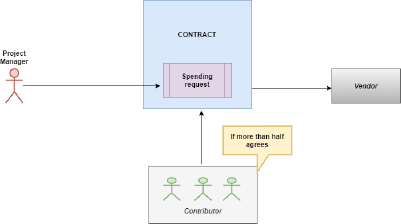 CONTRACT
Project
Manager
Spending
request
Vendor
If more than half
agrees
Contributor